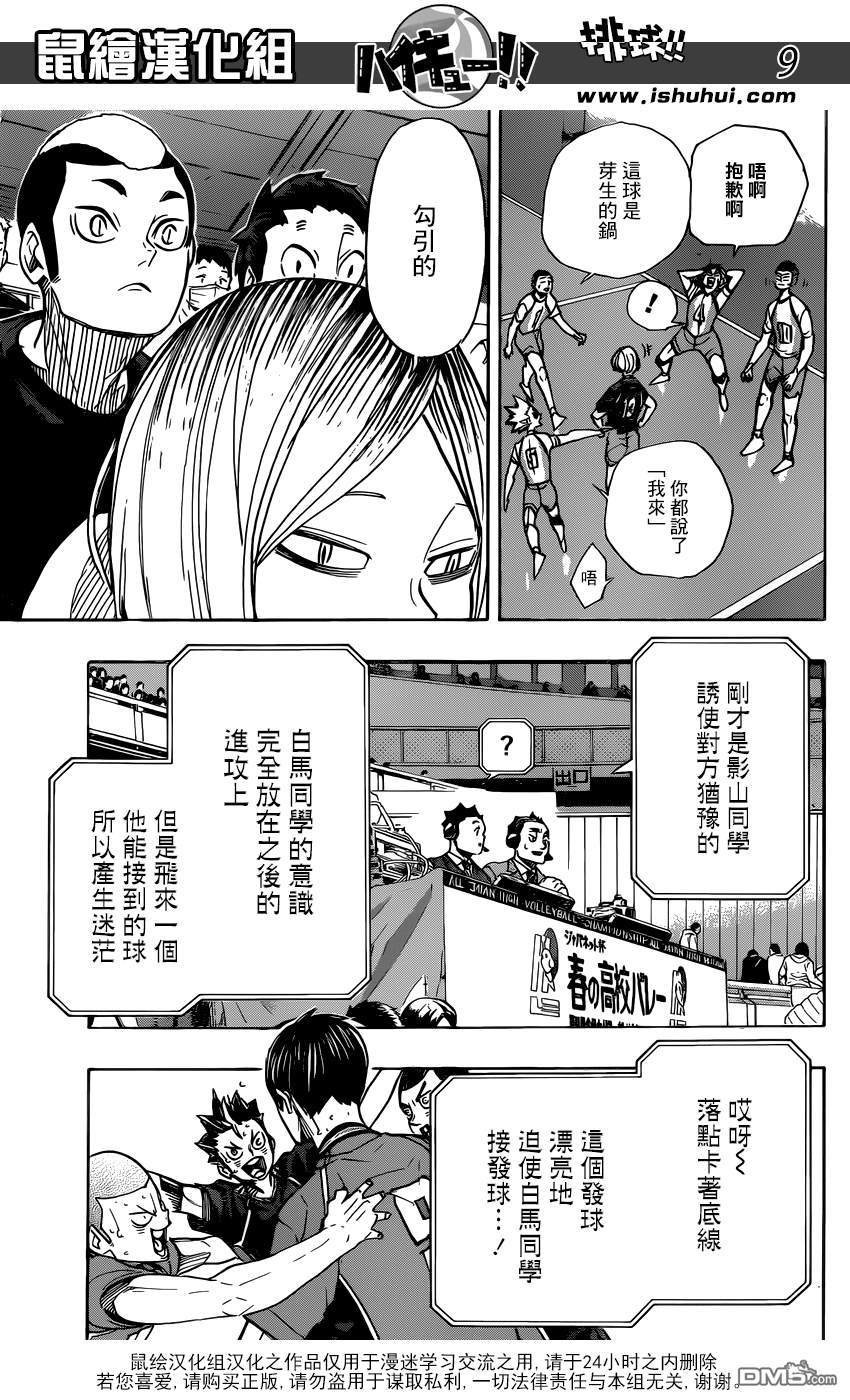 鼠繪漢化組
ハイキュー!!
排球!!
9
www.ishuhui.com
唔啊
抱歉啊
這球是
芽生的
鍋
!
4
你都說了
「我來」
唔
勾引的
剛才是影山同學
誘使對方猶豫的
?
出口
白馬同學的意識
完全放在之後的
進攻上
但是飛來一個
他能接到的球
所以產生迷茫
ジャパネット杯
春の高校バレー
哎呀～
落點卡著底線
這個發球
漂亮地
迫使白馬同學
接發球…!
鼠绘汉化组汉化之作品仅用于漫迷学习交流之用, 请于24小时之内删除
若您喜爱, 请购买正版, 请勿盗用于谋取私利, 一切法律责任与本组无关, 谢谢.
DM5.com